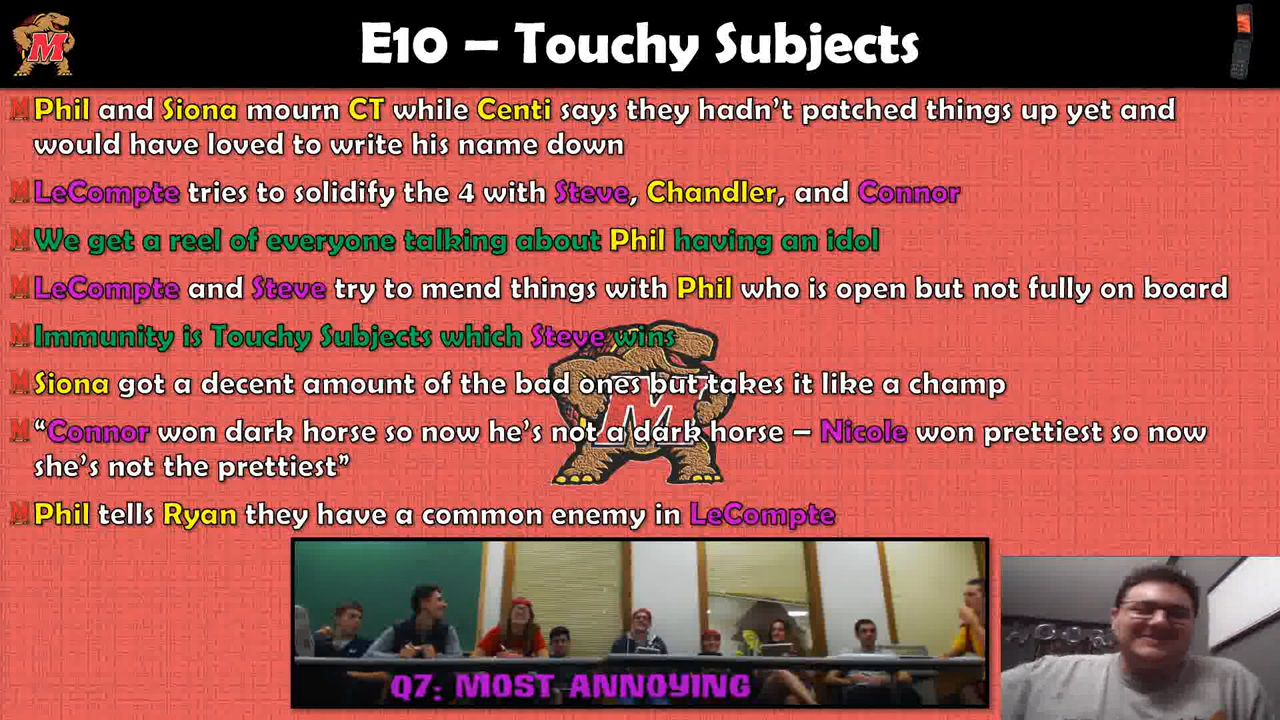 E10 – Touchy Subjects
Phil and Siona mourn CT while Centi says they hadn't patched things up yet and
would have loved to write his name down
LeCompte tries to solidify the 4 with Steve, Chandler, and Connor
We get a reel of everyone talking about Phil having an idol
LeCompte and Steve try to mend things with Phil who is open but not fully on board
Immunity is Touchy Subjects which Steve wins
Siona got a decent amount of the bad ones but takes it like a champ
“Connor won dark horse so now he's not a dark horse – Nicole won prettiest so now
she's not the prettiest”
Phil tells Ryan they have a common enemy in LeCompte
Q7: MOST ANNOYING